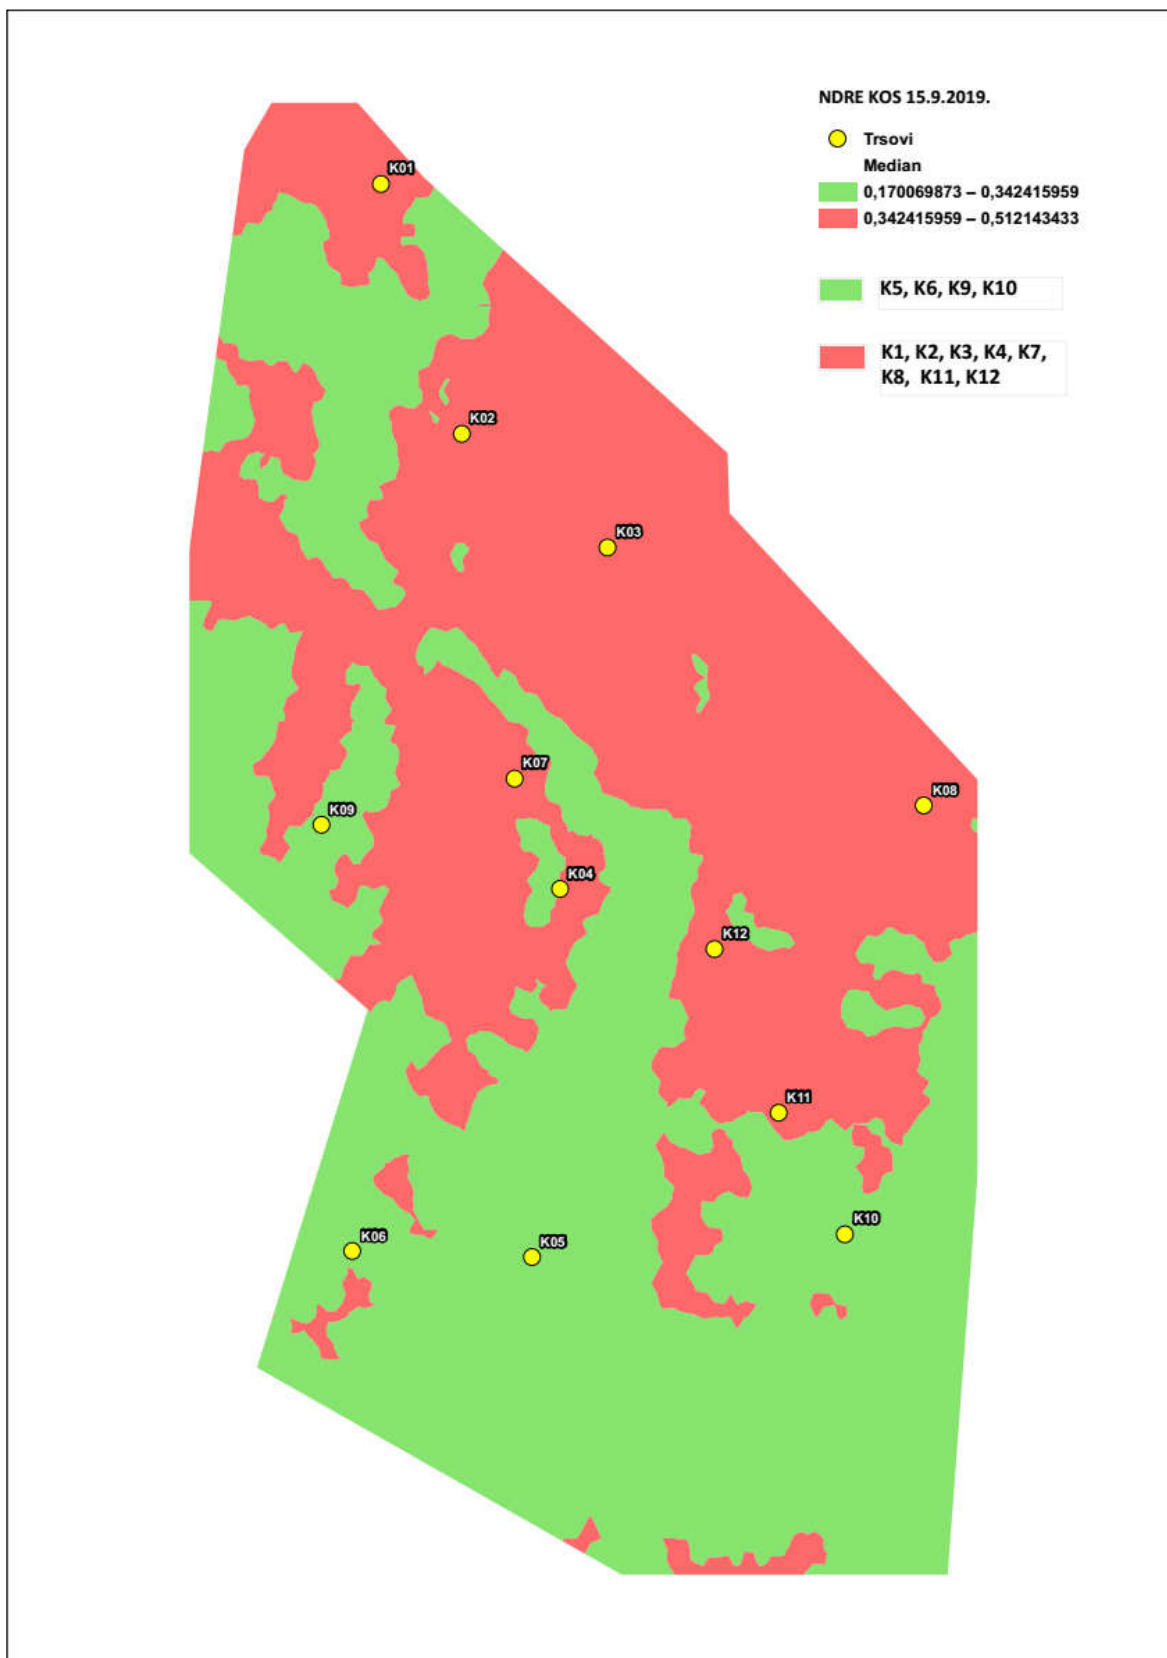 NDRE KOS 15.9.2019.
Trsovi
Median
0,170069873 – 0,342415959
0,342415959 – 0,512143433
K5, K6, K9, K10
K1, K2, K3, K4, K7,
K8, K11, K12
K01
K02
K03
K07
K08
K09
K04
K12
K11
K10
K06
K05